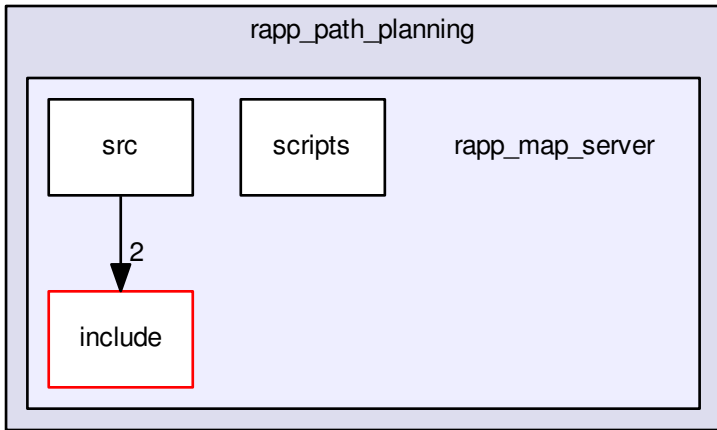 rapp_path_planning
src
scripts
rapp_map_server
2
include